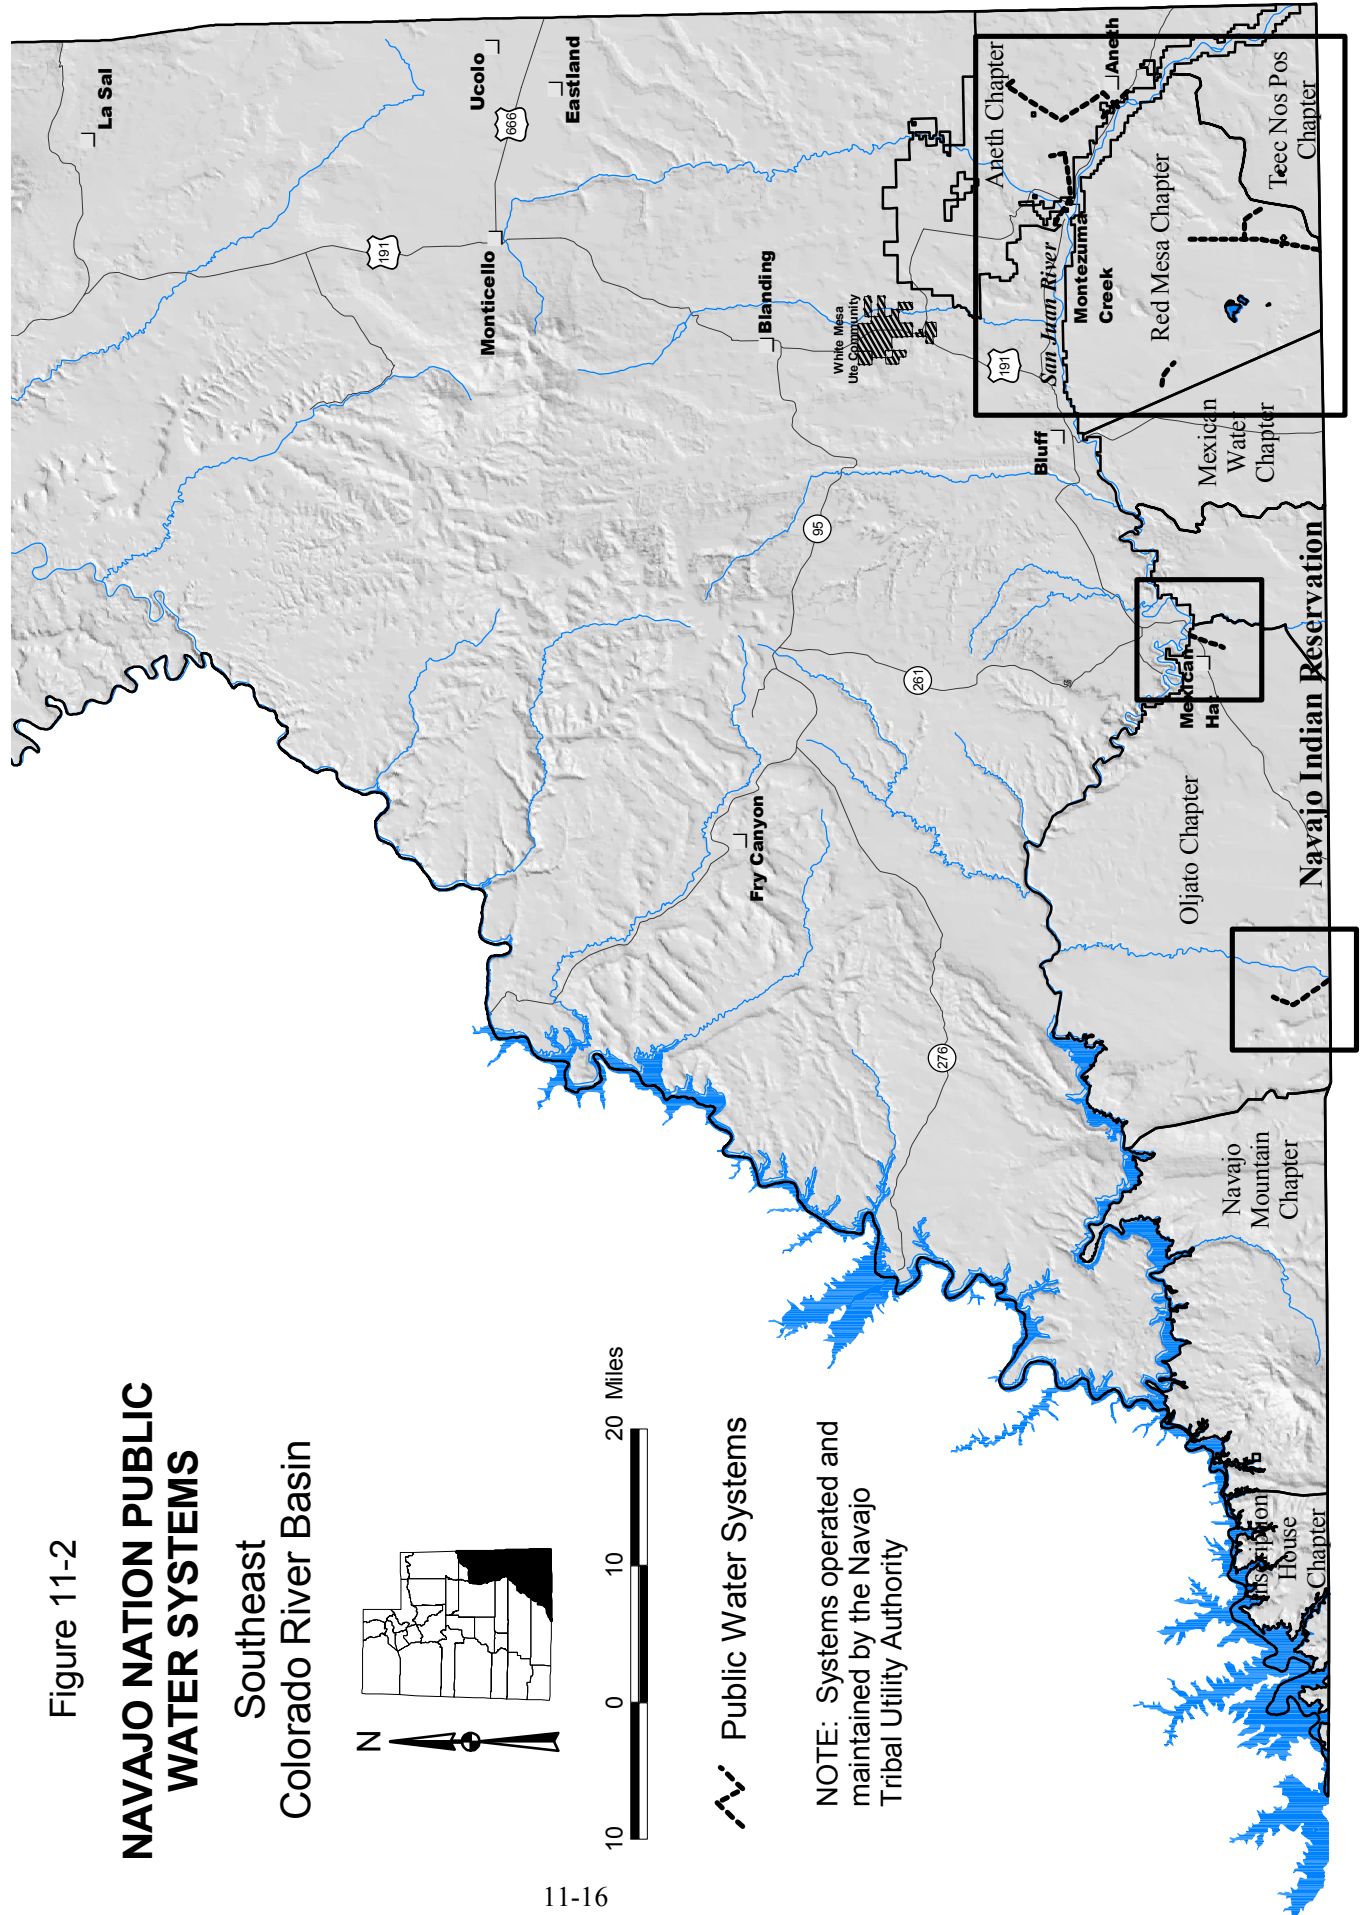 Figure 11-2
NAVAJO NATION PUBLIC
WATER SYSTEMS
Southeast
Colorado River Basin
N
10 0 10 20 Miles
Public Water Systems
NOTE: Systems operated and
maintained by the Navajo
Tribal Utility Authority
La Sal
Ucolo
Eastland
666
191
Monticello
Blanding
White Mesa
Ute Community
95
261
276
Fry Canyon
191
San Juan River
Bluff
Montezuma
Creek
Aneth
Aneth Chapter
Red Mesa Chapter
Teec Nos Pos
Chapter
Mexican
Water
Chapter
Mexican
Hat
Oljato Chapter
Navajo Indian Reservation
Navajo
Mountain
Chapter
Inscription
House
Chapter
11-16